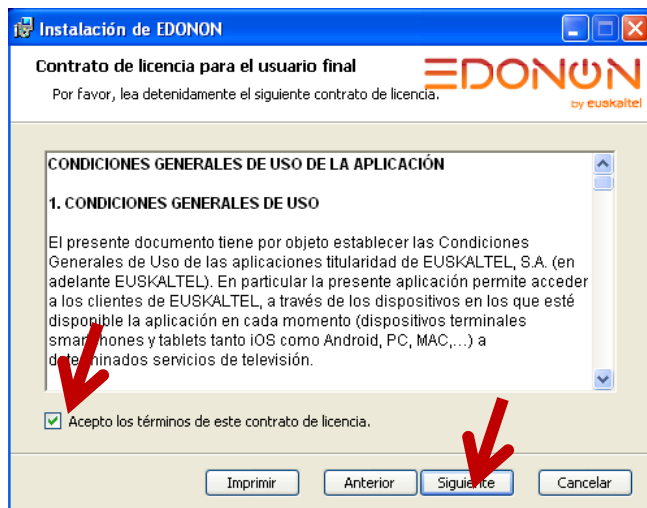 Instalación de EDONON
Contrato de licencia para el usuario final
Por favor, lea detenidamente el siguiente contrato de licencia.
EDONON
by euskaltel
CONDICIONES GENERALES DE USO DE LA APLICACIÓN
1. CONDICIONES GENERALES DE USO
El presente documento tiene por objeto establecer las Condiciones
Generales de Uso de las aplicaciones titularidad de EUSKALTEL, S.A. (en
adelante EUSKALTEL). En particular la presente aplicación permite acceder
a los clientes de EUSKALTEL, a través de los dispositivos en los que esté
disponible la aplicación en cada momento (dispositivos terminales
smartphones y tablets tanto iOS como Android, PC, MAC,...) a
determinados servicios de televisión.
Acepto los términos de este contrato de licencia.
Imprimir
Anterior
Siguiente
Cancelar